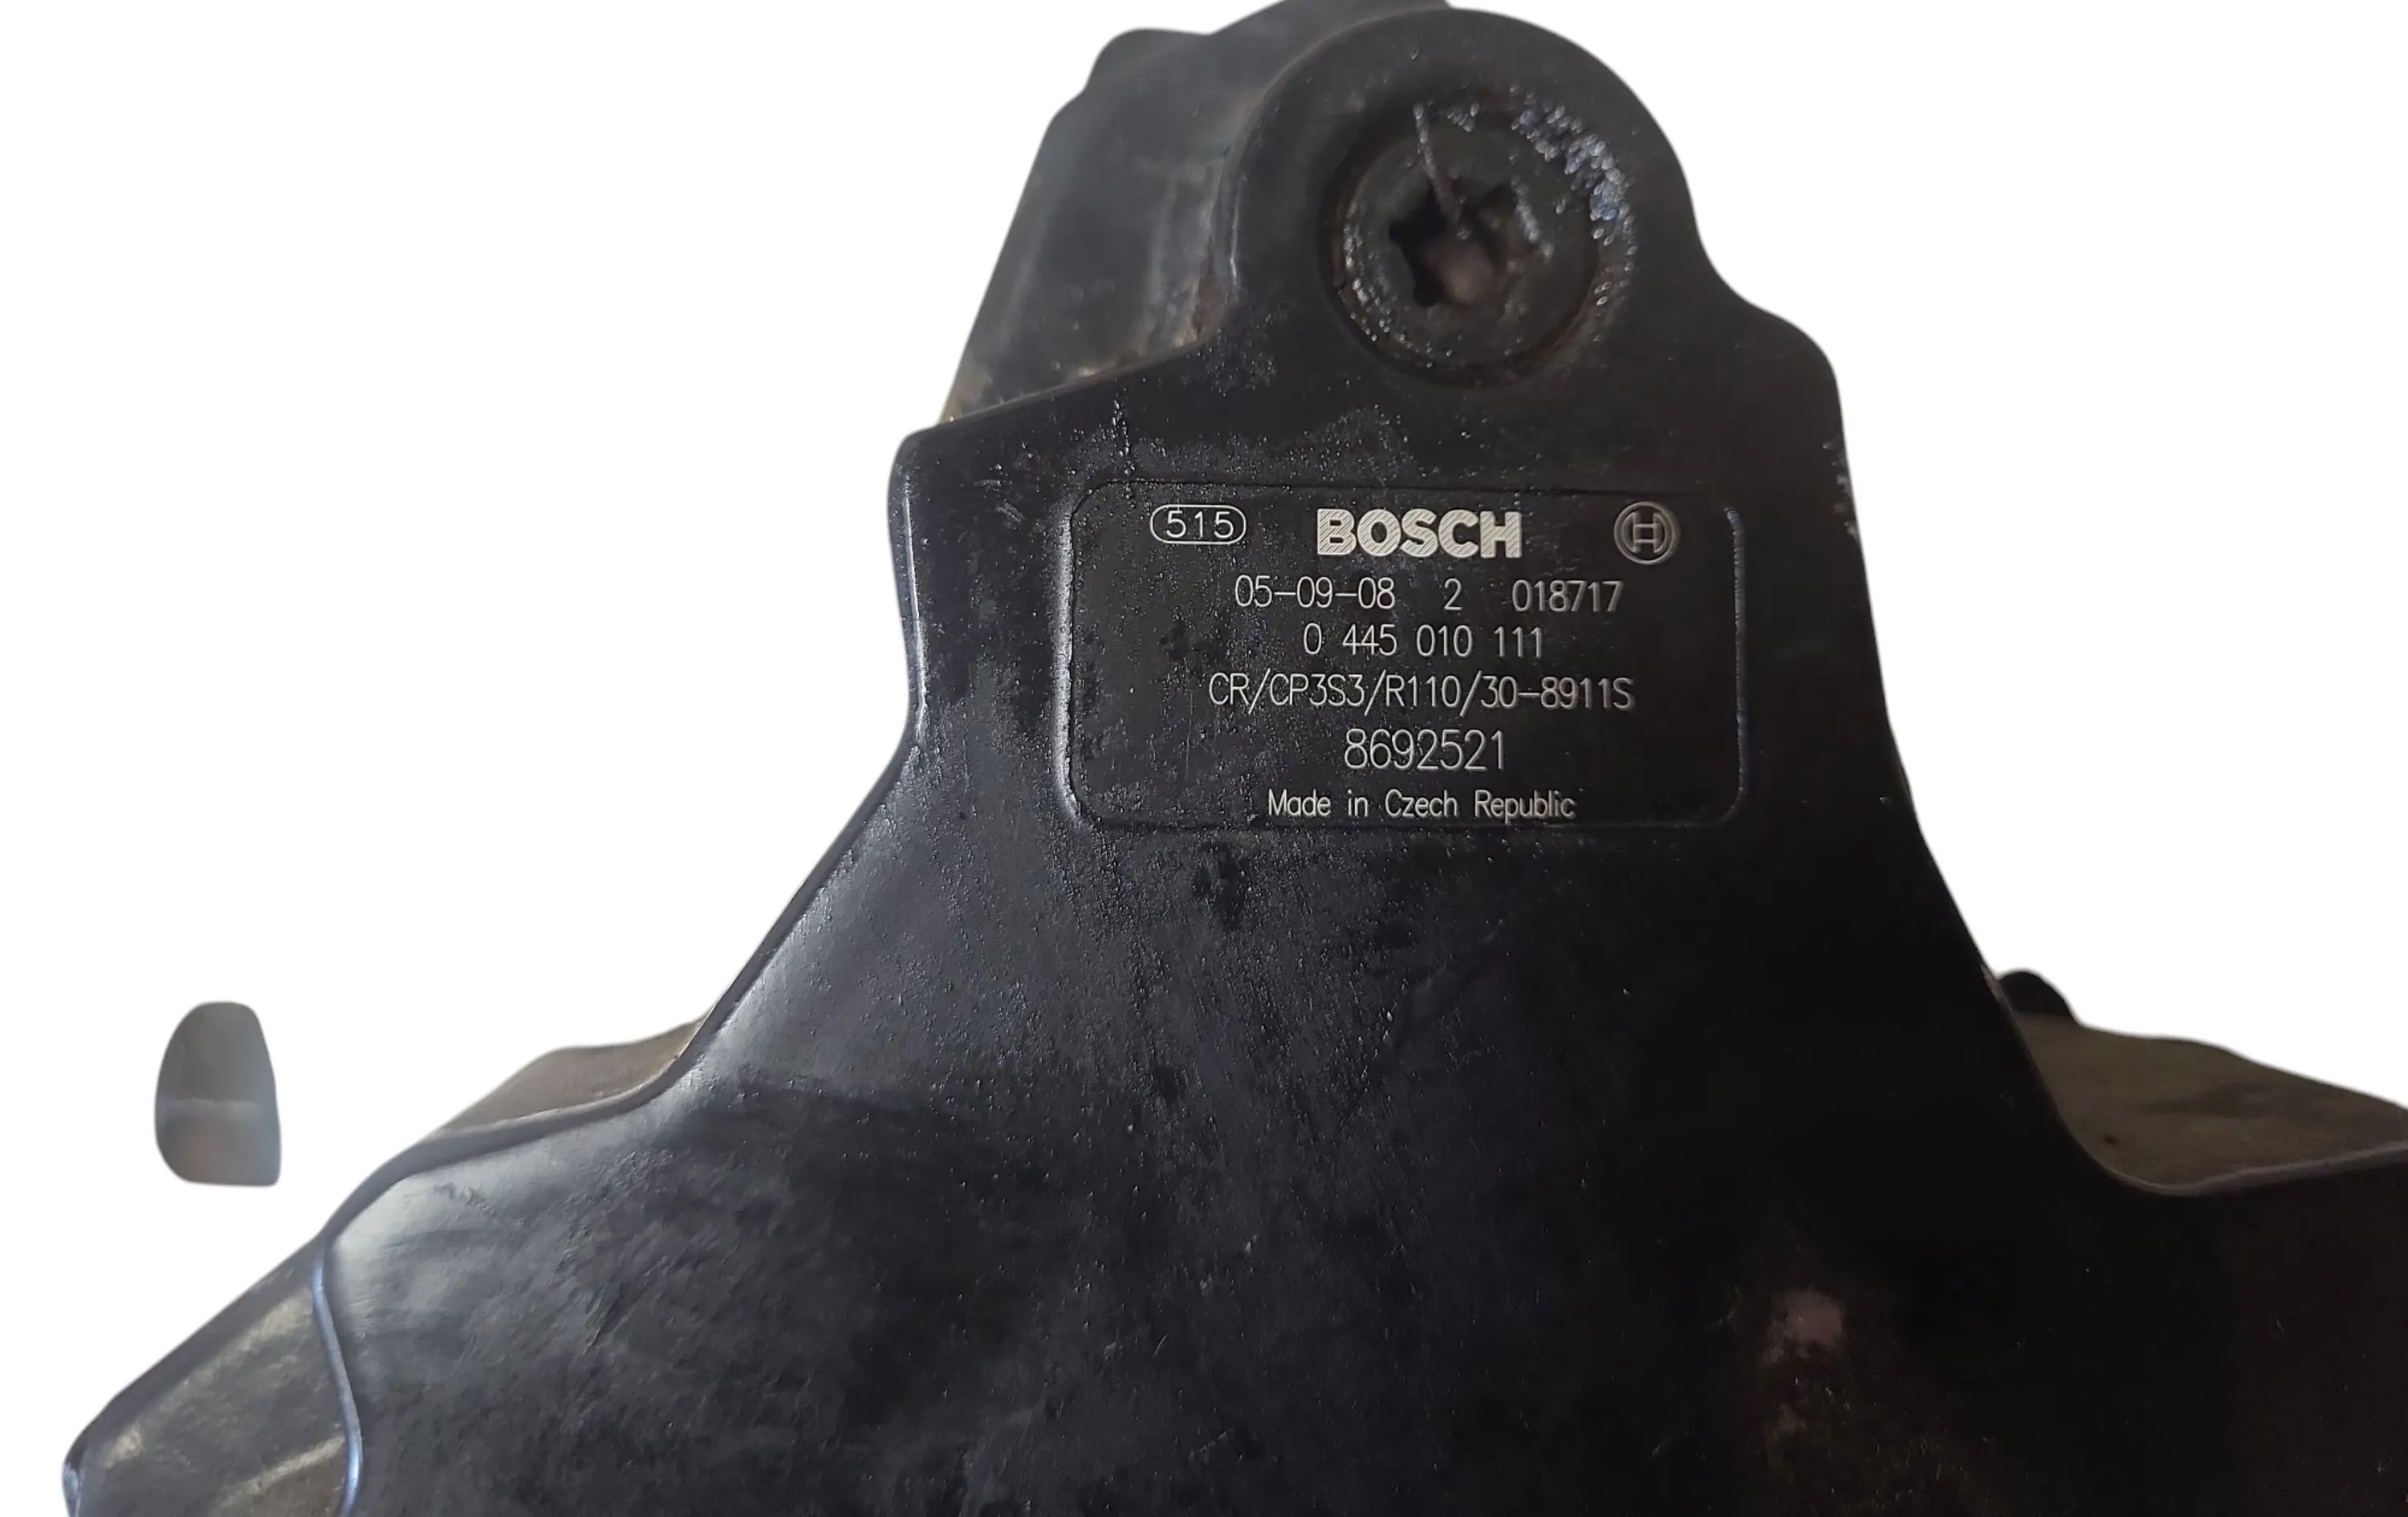 515 BOSCH
05-09-08 2 018717
0 445 010 111
CR/CP3S3/R110/30-8911S
8692521
Made in Czech Republic